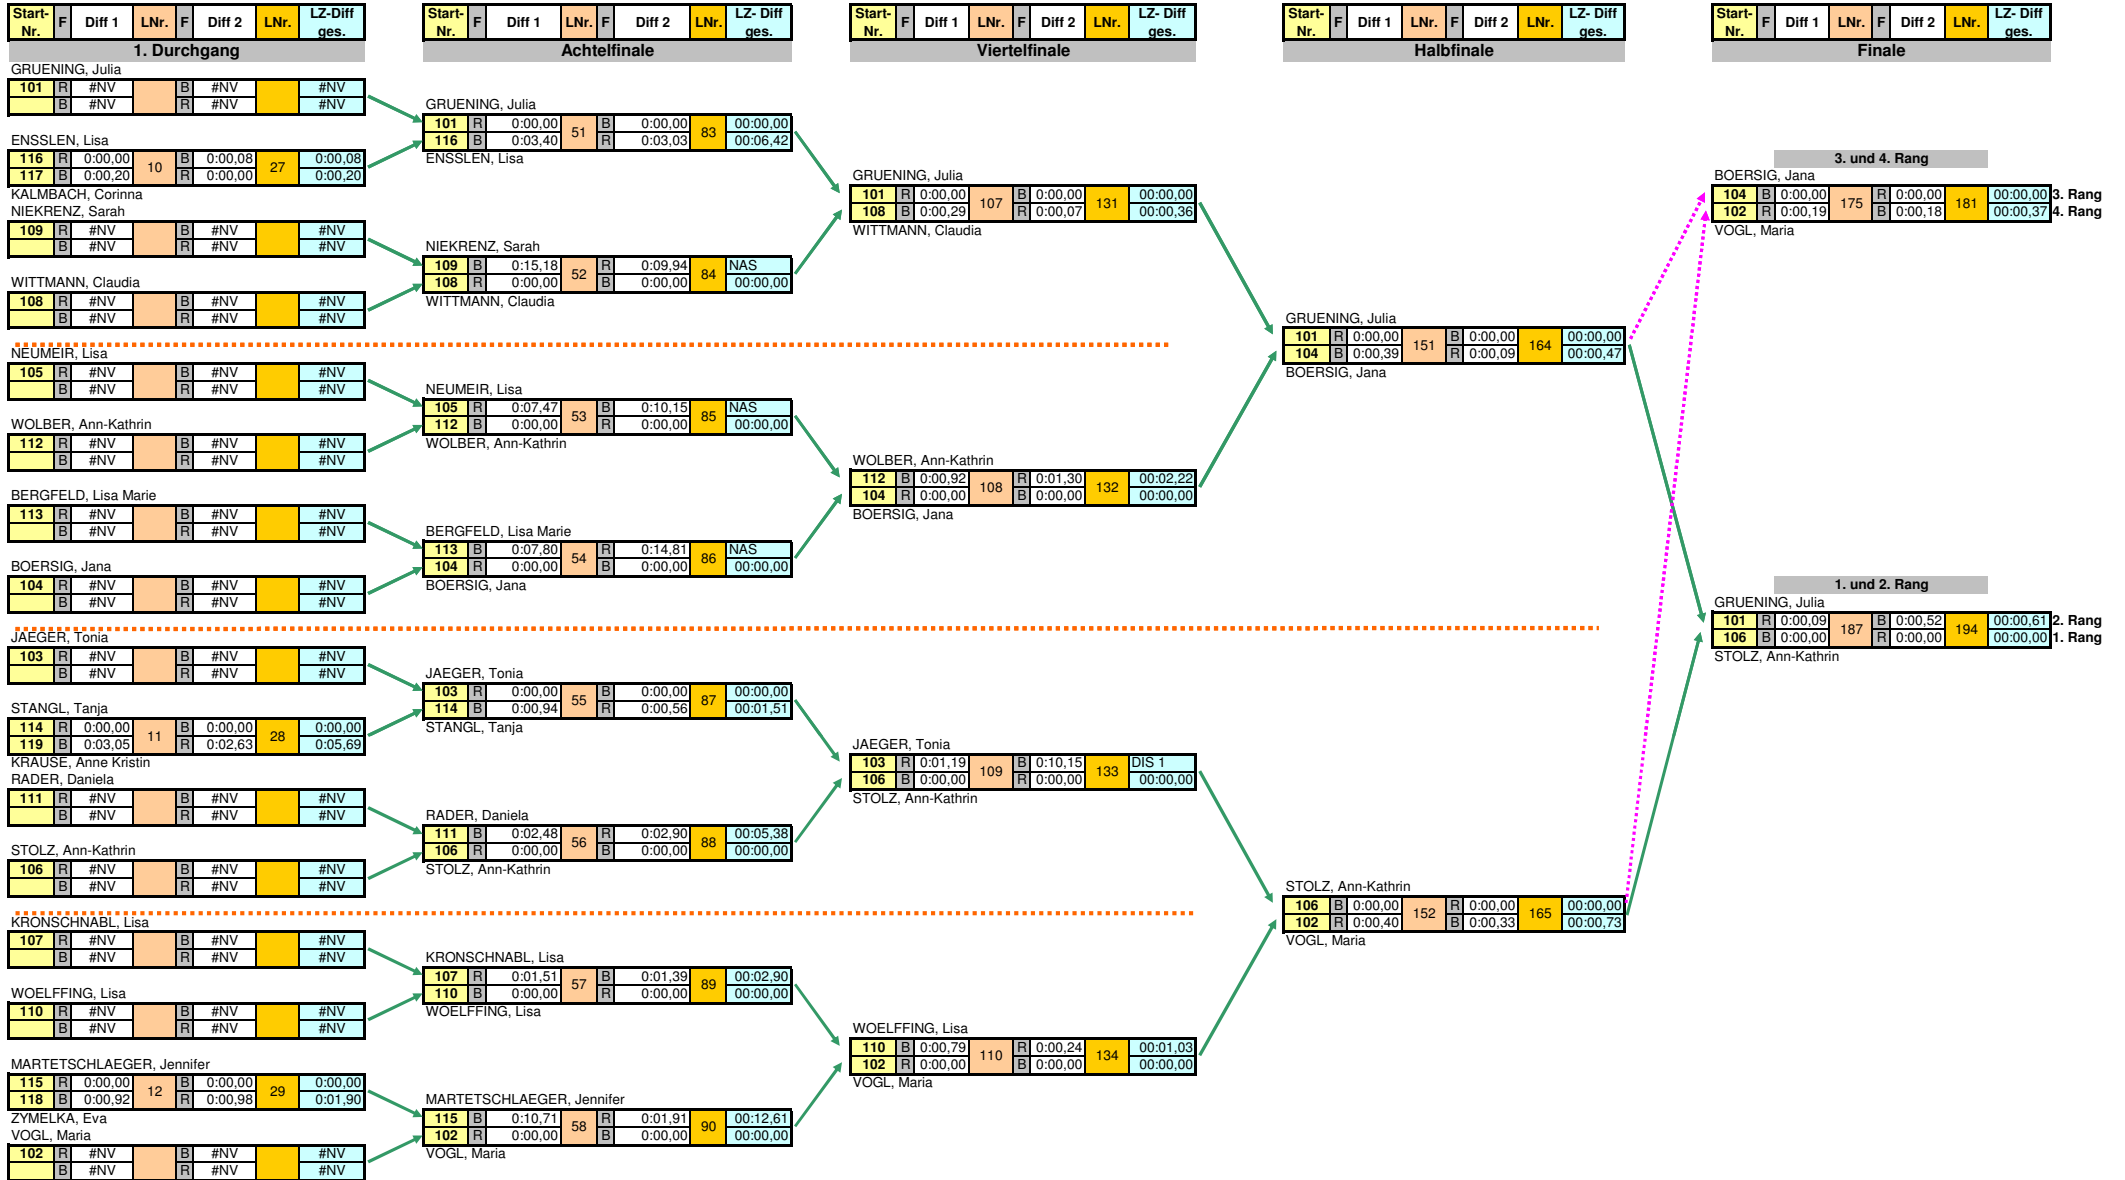 Start-Nr. F Diff 1 LNr. F Diff 2 LNr. LZ-Diff ges.
1. Durchgang
GRUENING, Julia
101 R #NV B #NV #NV
B #NV R #NV #NV
ENSSLEN, Lisa
116 R 0:00,00 10 B 0:00,08 27 0:00,08
117 B 0:00,20 R 0:00,00 0:00,20
KALMBACH, Corinna
NIEKRENZ, Sarah
109 R #NV B #NV #NV
B #NV R #NV #NV
WITTMANN, Claudia
108 R #NV B #NV #NV
B #NV R #NV #NV
NEUMEIR, Lisa
105 R #NV B #NV #NV
B #NV R #NV #NV
WOLBER, Ann-Kathrin
112 R #NV B #NV #NV
B #NV R #NV #NV
BERGFELD, Lisa Marie
113 R #NV B #NV #NV
B #NV R #NV #NV
BOERSIG, Jana
104 R #NV B #NV #NV
B #NV R #NV #NV
JAEGER, Tonia
103 R #NV B #NV #NV
B #NV R #NV #NV
STANGL, Tanja
114 R 0:00,00 11 B 0:00,00 28 0:00,00
119 B 0:03,05 R 0:02,63 0:05,69
KRAUSE, Anne Kristin
RADER, Daniela
111 R #NV B #NV #NV
B #NV R #NV #NV
STOLZ, Ann-Kathrin
106 R #NV B #NV #NV
B #NV R #NV #NV
KRONSCHNABL, Lisa
107 R #NV B #NV #NV
B #NV R #NV #NV
WOELFFING, Lisa
110 R #NV B #NV #NV
B #NV R #NV #NV
MARTETSCHLAEGER, Jennifer
115 R 0:00,00 12 B 0:00,00 29 0:00,00
118 B 0:00,92 R 0:00,98 0:01,90
ZYMELKA, Eva
VOGL, Maria
102 R #NV B #NV #NV
B #NV R #NV #NV
Start-Nr. F Diff 1 LNr. F Diff 2 LNr. LZ- Diff ges.
Achtelfinale
GRUENING, Julia
101 R 0:00,00 51 B 0:00,00 83 00:00,00
116 B 0:03,40 R 0:03,03 00:06,42
ENSSLEN, Lisa
NIEKRENZ, Sarah
109 B 0:15,18 52 R 0:09,94 84 NAS
108 R 0:00,00 B 0:00,00 00:00,00
WITTMANN, Claudia
NEUMEIR, Lisa
105 R 0:07,47 53 B 0:10,15 85 NAS
112 B 0:00,00 R 0:00,00 00:00,00
WOLBER, Ann-Kathrin
BERGFELD, Lisa Marie
113 B 0:07,80 54 R 0:14,81 86 NAS
104 R 0:00,00 B 0:00,00 00:00,00
BOERSIG, Jana
JAEGER, Tonia
103 R 0:00,00 55 B 0:00,00 87 00:00,00
114 B 0:00,94 R 0:00,56 00:01,51
STANGL, Tanja
RADER, Daniela
111 B 0:02,48 56 R 0:02,90 88 00:05,38
106 R 0:00,00 B 0:00,00 00:00,00
STOLZ, Ann-Kathrin
KRONSCHNABL, Lisa
107 R 0:01,51 57 B 0:01,39 89 00:02,90
110 B 0:00,00 R 0:00,00 00:00,00
WOELFFING, Lisa
MARTETSCHLAEGER, Jennifer
115 B 0:10,71 58 R 0:01,91 90 00:12,61
102 R 0:00,00 B 0:00,00 00:00,00
VOGL, Maria
Start-Nr. F Diff 1 LNr. F Diff 2 LNr. LZ- Diff ges.
Viertelfinale
GRUENING, Julia
101 R 0:00,00 107 B 0:00,00 131 00:00,00
108 B 0:00,29 R 0:00,07 00:00,36
WITTMANN, Claudia
WOLBER, Ann-Kathrin
112 B 0:00,92 108 R 0:01,30 132 00:02,22
104 R 0:00,00 B 0:00,00 00:00,00
BOERSIG, Jana
JAEGER, Tonia
103 R 0:01,19 109 B 0:10,15 133 DIS 1
106 B 0:00,00 R 0:00,00 00:00,00
STOLZ, Ann-Kathrin
WOELFFING, Lisa
110 B 0:00,79 110 R 0:00,24 134 00:01,03
102 R 0:00,00 B 0:00,00 00:00,00
VOGL, Maria
Start-Nr. F Diff 1 LNr. F Diff 2 LNr. LZ- Diff ges.
Halbfinale
GRUENING, Julia
101 R 0:00,00 151 B 0:00,00 164 00:00,00
104 B 0:00,39 R 0:00,09 00:00,47
BOERSIG, Jana
STOLZ, Ann-Kathrin
106 B 0:00,00 152 R 0:00,00 165 00:00,00
102 R 0:00,40 B 0:00,33 00:00,73
VOGL, Maria
Start-Nr. F Diff 1 LNr. F Diff 2 LNr. LZ- Diff ges.
Finale
3. und 4. Rang
BOERSIG, Jana
104 B 0:00,00 175 R 0:00,00 181 00:00,00 3. Rang
102 R 0:00,19 B 0:00,18 00:00,37 4. Rang
VOGL, Maria
1. und 2. Rang
GRUENING, Julia
101 R 0:00,09 187 B 0:00,52 194 00:00,61 2. Rang
106 B 0:00,00 R 0:00,00 00:00,00 1. Rang
STOLZ, Ann-Kathrin